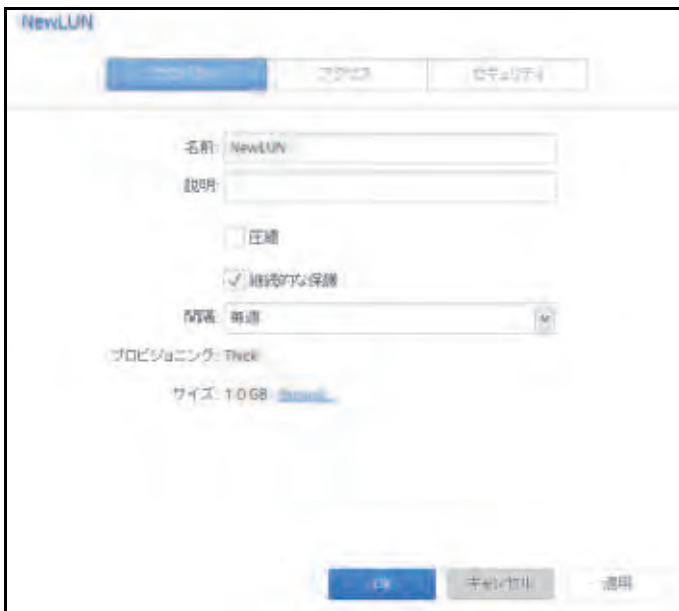 NewLUN
アクセス
セキュリティ
名前: NewLUN
説明:
圧縮
継続的な保護
間隔: 毎週
プロビジョニング: Thick
サイズ: 1.0 GB
OK
キャンセル
適用